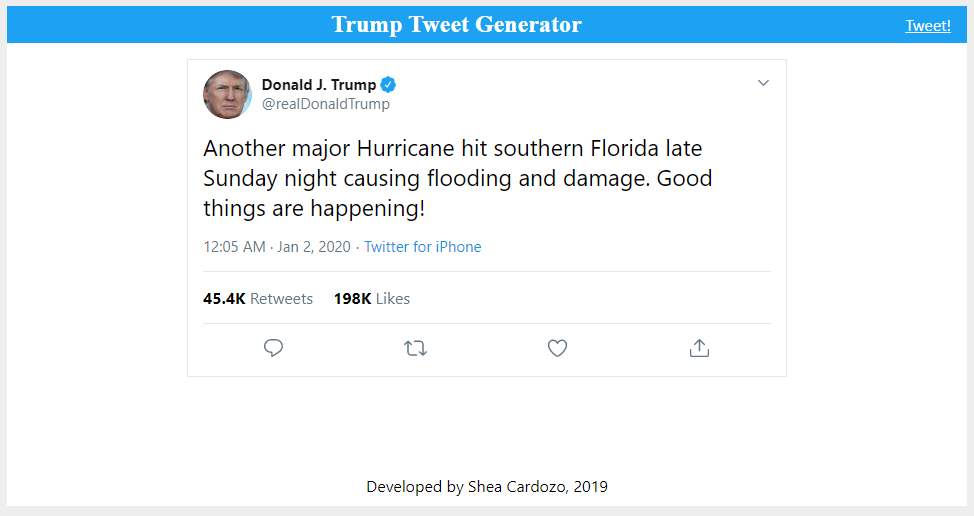 Trump Tweet Generator
Tweet!
Donald J. Trump
@realDonaldTrump
Another major Hurricane hit southern Florida late
Sunday night causing flooding and damage. Good
things are happening!
12:05 AM · Jan 2, 2020 · Twitter for iPhone
45.4K Retweets 198K Likes
Developed by Shea Cardozo, 2019